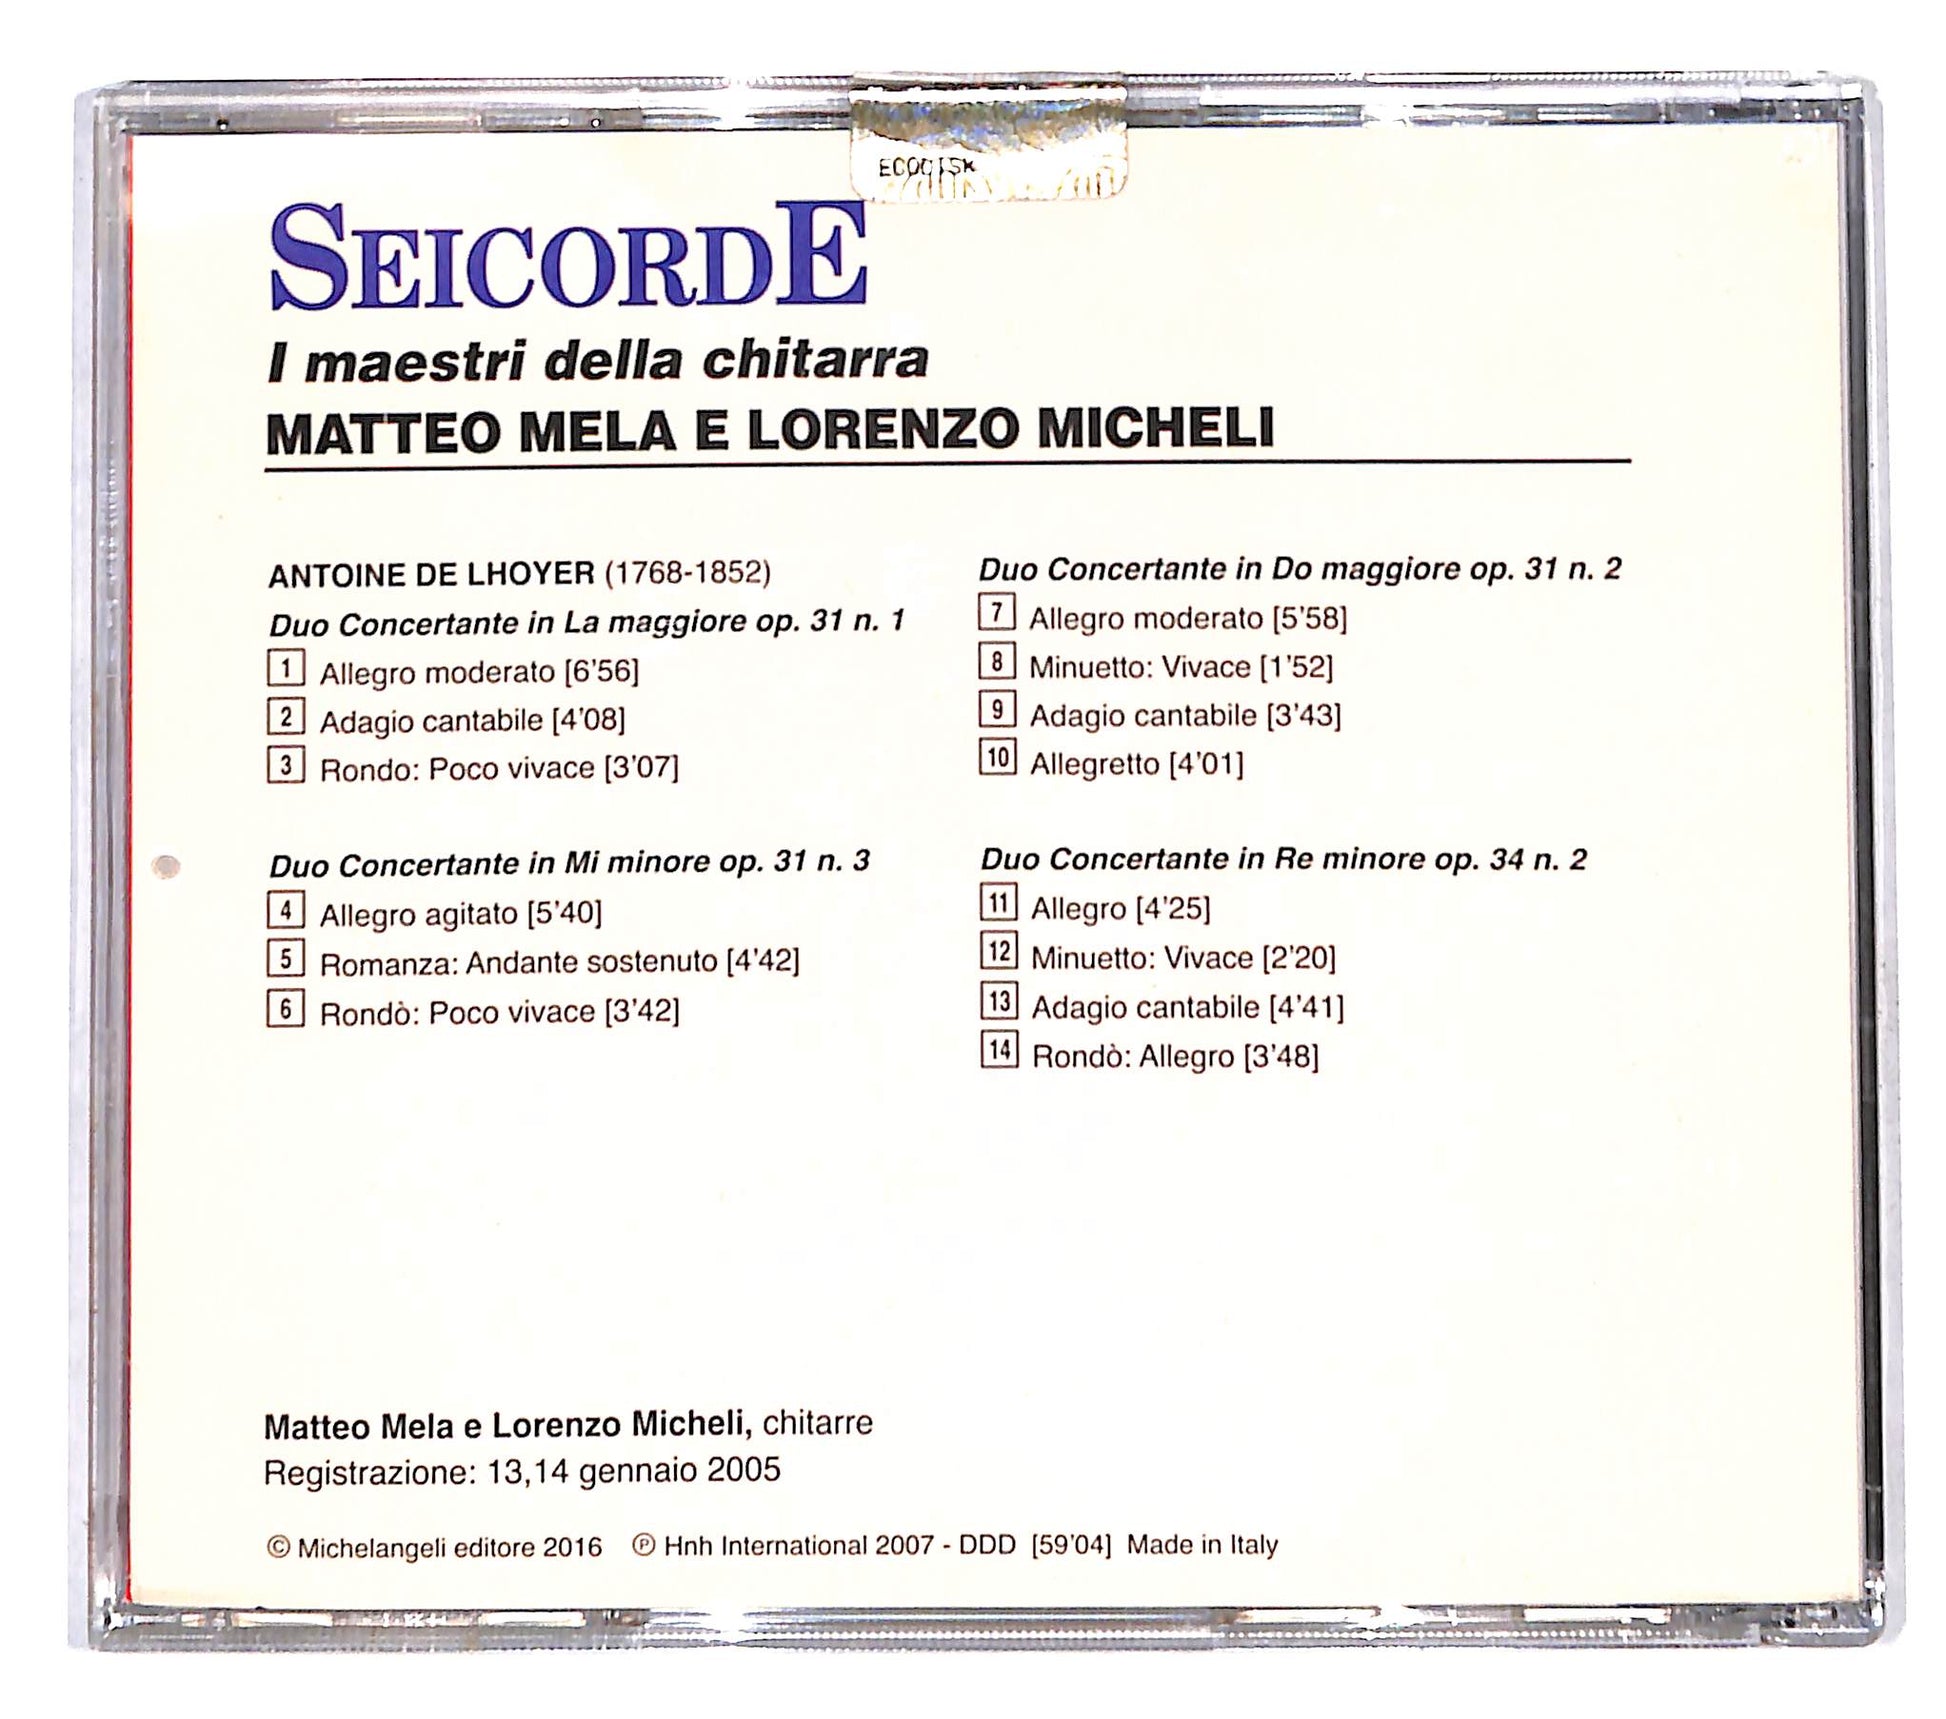 ECODISK
SEICORDE
I maestri della chitarra
MATTEO MELA E LORENZO MICHELI
ANTOINE DE LHOYER (1768-1852)
Duo Concertante in La maggiore op. 31 n. 1
1 Allegro moderato [6'56]
2 Adagio cantabile [4'08]
3 Rondo: Poco vivace [3'07]
Duo Concertante in Mi minore op. 31 n. 3
4 Allegro agitato [5'40]
5 Romanza: Andante sostenuto [4'42]
6 Rondò: Poco vivace [3'42]
Duo Concertante in Do maggiore op. 31 n. 2
7 Allegro moderato [5'58]
8 Minuetto: Vivace [1'52]
9 Adagio cantabile [3'43]
10 Allegretto [4'01]
Duo Concertante in Re minore op. 34 n. 2
11 Allegro [4'25]
12 Minuetto: Vivace [2'20]
13 Adagio cantabile [4'41]
14 Rondò: Allegro [3'48]
Matteo Mela e Lorenzo Micheli, chitarre
Registrazione: 13,14 gennaio 2005
© Michelangeli editore 2016 ℗ Hnh International 2007 - DDD [59'04] Made in Italy